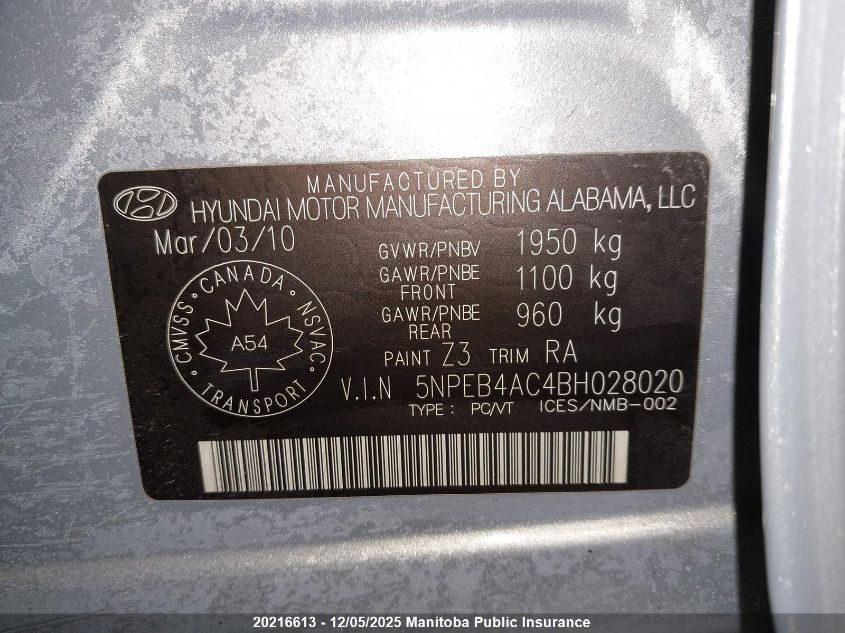 MANUFACTURED BY
HYUNDAI MOTOR MANUFACTURING ALABAMA, LLC
Mar/03/10
GVWR/PNBV 1950 kg
GAWR/PNBE FRONT 1100 kg
GAWR/PNBE REAR 960 kg
PAINT Z3 TRIM RA
CMVSS · CANADA · NSVAC · TRANSPORT
A54
V.I.N 5NPEB4AC4BH028020
TYPE : PC/VT ICES/NMB-002
20216613 - 12/05/2025 Manitoba Public Insurance